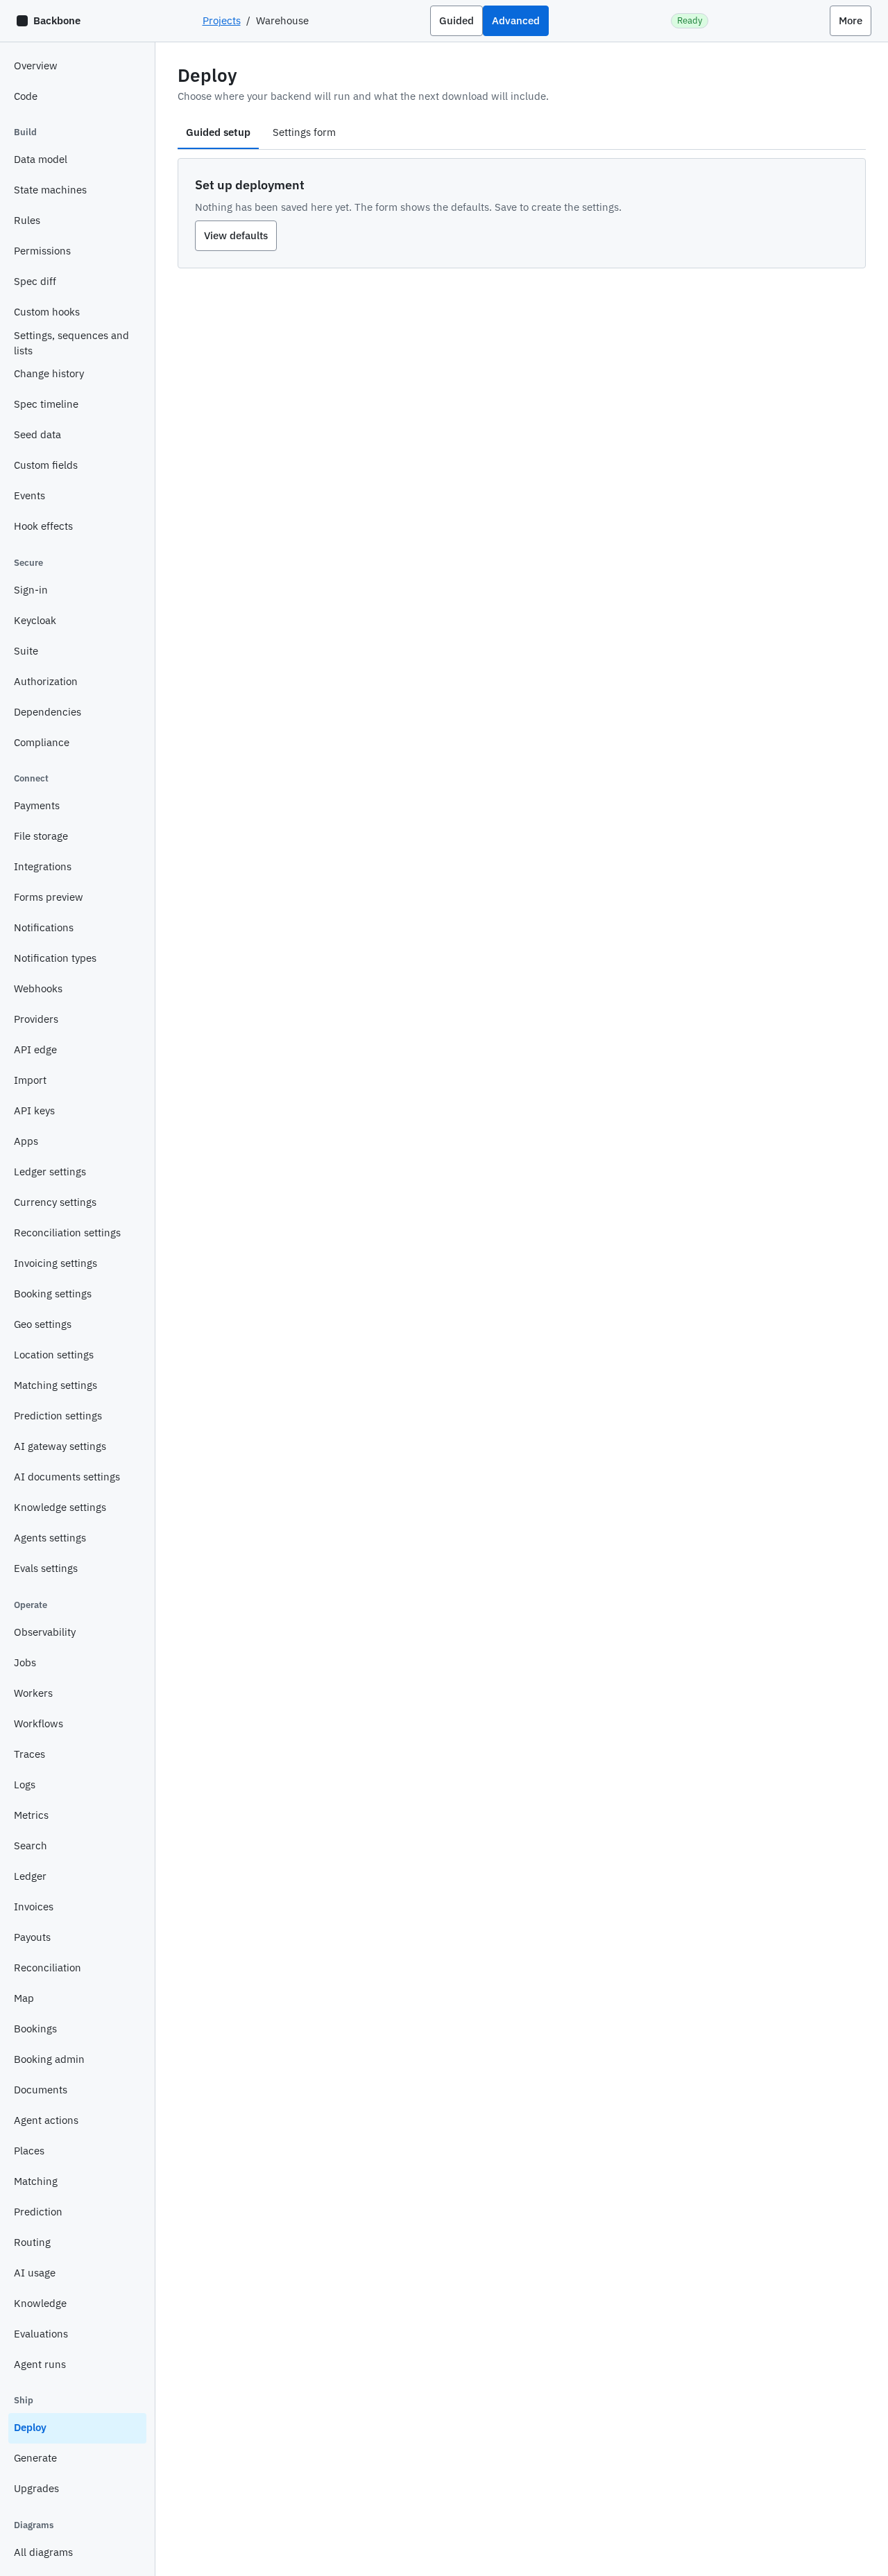 Backbone
Projects / Warehouse
Guided
Advanced
Ready
More
Overview
Code
Build
Data model
State machines
Rules
Permissions
Spec diff
Custom hooks
Settings, sequences and
lists
Change history
Spec timeline
Seed data
Custom fields
Events
Hook effects
Secure
Sign-in
Keycloak
Suite
Authorization
Dependencies
Compliance
Connect
Payments
File storage
Integrations
Forms preview
Notifications
Notification types
Webhooks
Providers
API edge
Import
API keys
Apps
Ledger settings
Currency settings
Reconciliation settings
Invoicing settings
Booking settings
Geo settings
Location settings
Matching settings
Prediction settings
AI gateway settings
AI documents settings
Knowledge settings
Agents settings
Evals settings
Operate
Observability
Jobs
Workers
Workflows
Traces
Logs
Metrics
Search
Ledger
Invoices
Payouts
Reconciliation
Map
Bookings
Booking admin
Documents
Agent actions
Places
Matching
Prediction
Routing
AI usage
Knowledge
Evaluations
Agent runs
Ship
Deploy
Generate
Upgrades
Diagrams
All diagrams
Deploy
Choose where your backend will run and what the next download will include.
Guided setup
Settings form
Set up deployment
Nothing has been saved here yet. The form shows the defaults. Save to create the settings.
View defaults